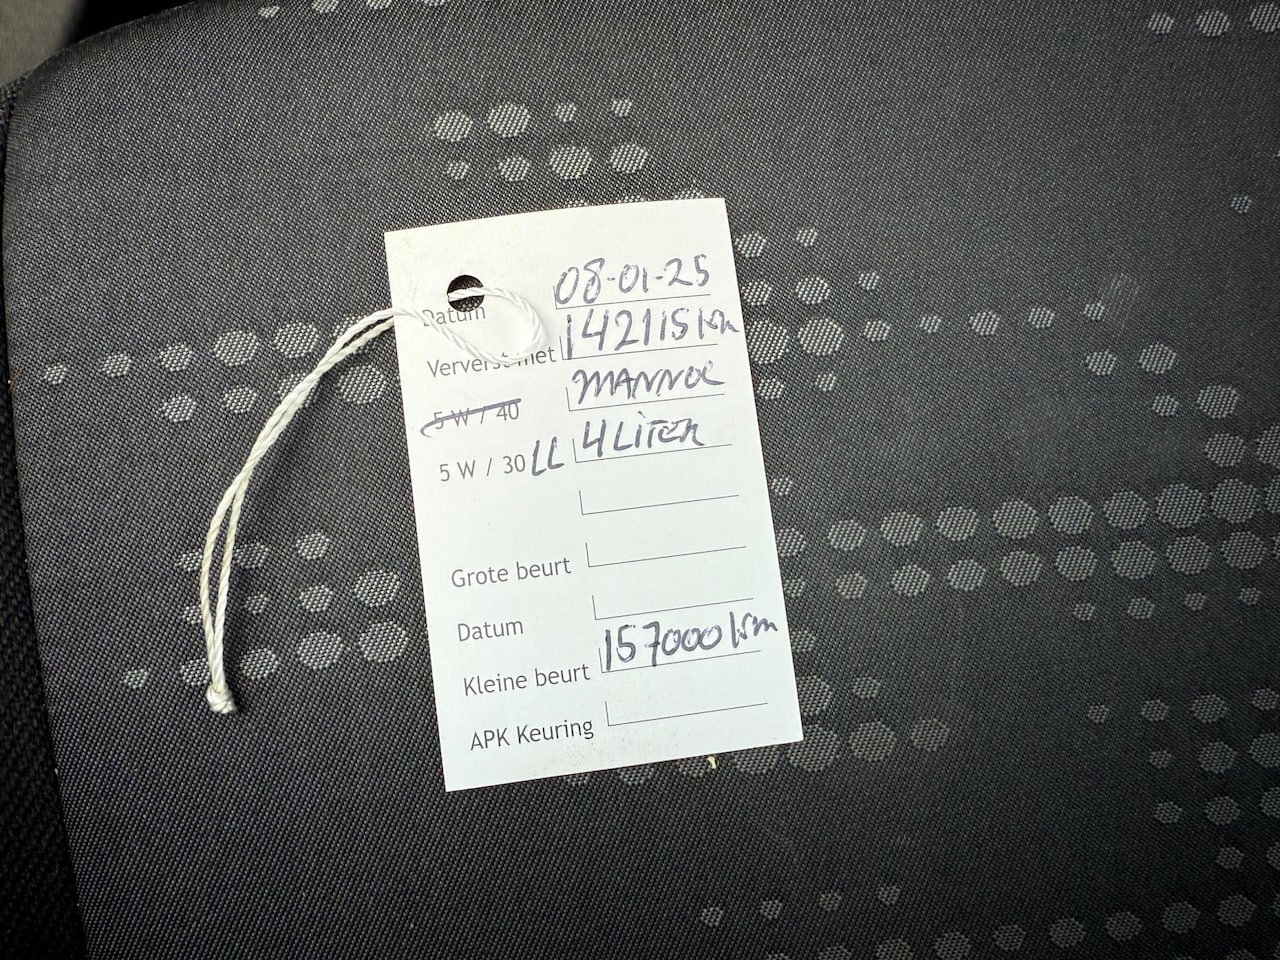 Datum 08-01-25
Ververst met 142115 km
5 W / 40 MANNOL
5 W / 30 LL 4 LiTER
Grote beurt
Datum
Kleine beurt 157000 km
APK Keuring